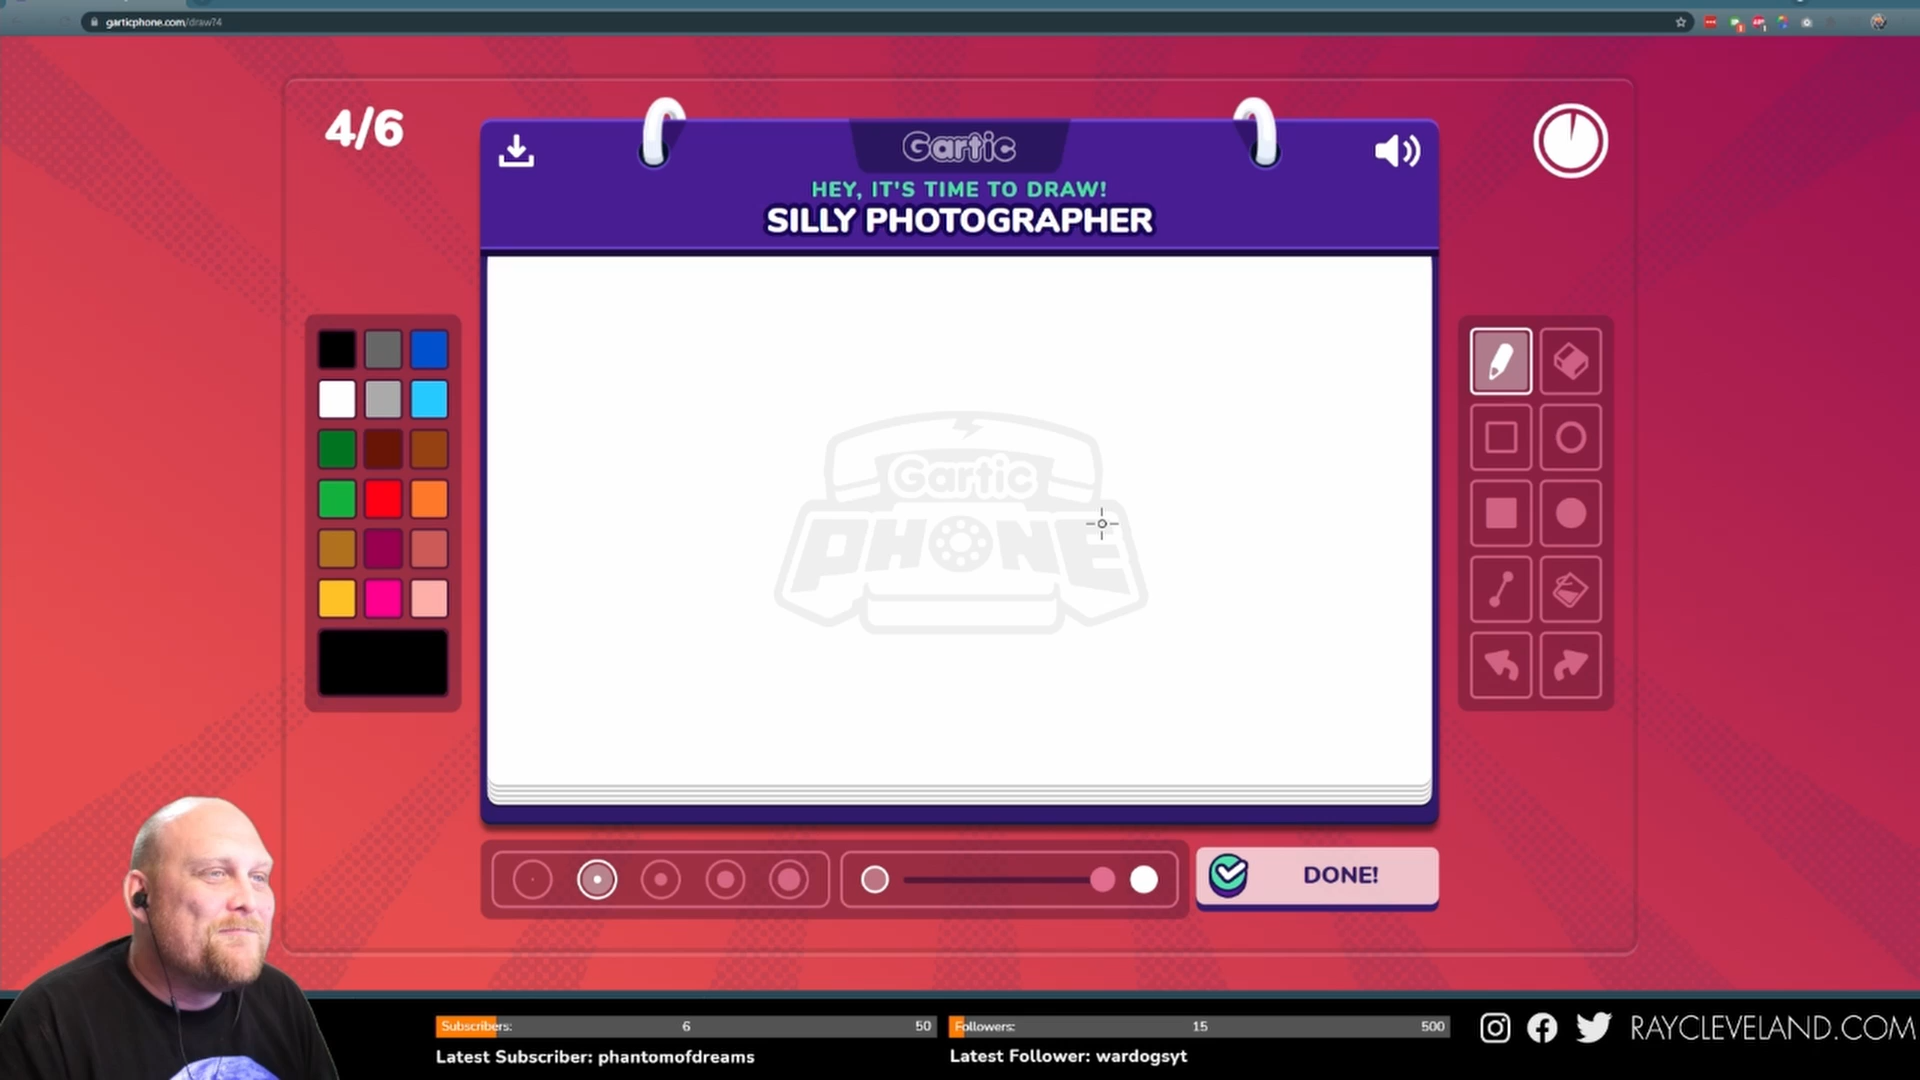 garticphone.com/draw?4
4/6
Gartic
HEY, IT'S TIME TO DRAW!
SILLY PHOTOGRAPHER
Gartic
PHONE
DONE!
Subscribers: 6 50
Followers: 15 500
Latest Subscriber: phantomofdreams
Latest Follower: wardogsyt
RAYCLEVELAND.COM